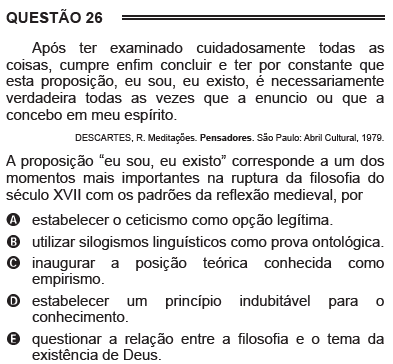 QUESTÃO 26
Após ter examinado cuidadosamente todas as
coisas, cumpre enfim concluir e ter por constante que
esta proposição, eu sou, eu existo, é necessariamente
verdadeira todas as vezes que a enuncio ou que a
concebo em meu espírito.
DESCARTES, R. Meditações. Pensadores. São Paulo: Abril Cultural, 1979.
A proposição “eu sou, eu existo” corresponde a um dos
momentos mais importantes na ruptura da filosofia do
século XVII com os padrões da reflexão medieval, por
A estabelecer o ceticismo como opção legítima.
B utilizar silogismos linguísticos como prova ontológica.
C inaugurar a posição teórica conhecida como
empirismo.
D estabelecer um princípio indubitável para o
conhecimento.
E questionar a relação entre a filosofia e o tema da
existência de Deus.